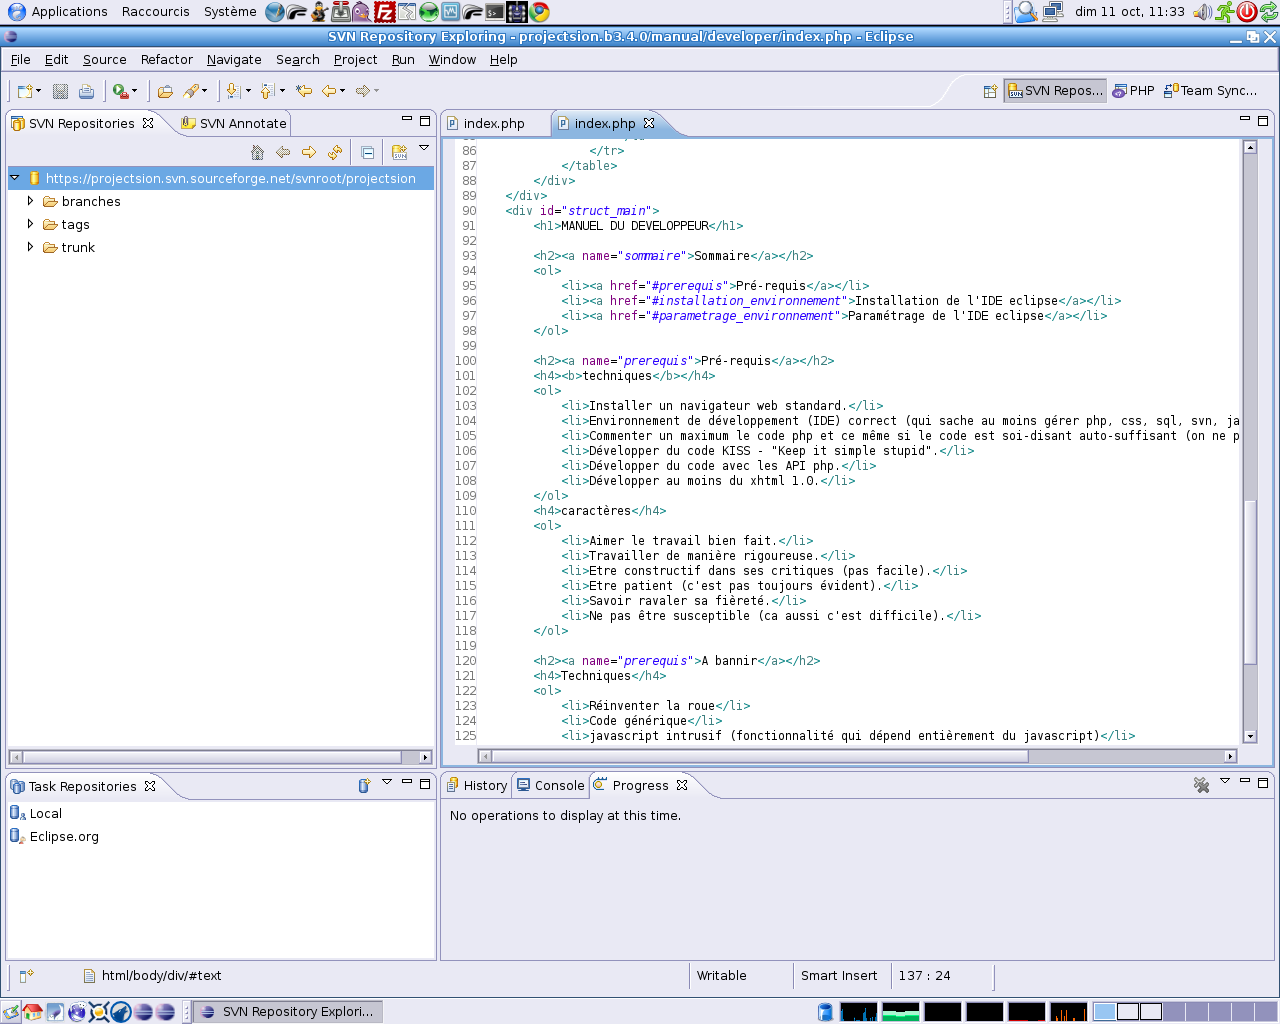 Applications Raccourcis Système dim 11 oct, 11:33
SVN Repository Exploring - projectsion.b3.4.0/manual/developer/index.php - Eclipse
File Edit Source Refactor Navigate Search Project Run Window Help
SVN Repos... PHP Team Sync...
SVN Repositories SVN Annotate
index.php index.php
https://projectsion.svn.sourceforge.net/svnroot/projectsion
branches
tags
trunk
86 </tr>
87 </table>
88 </div>
89 </div>
90 <div id="struct_main">
91 <h1>MANUEL DU DEVELOPPEUR</h1>
92
93 <h2><a name="sommaire">Sommaire</a></h2>
94 <ol>
95 <li><a href="#prerequis">Pré-requis</a></li>
96 <li><a href="#installation_environnement">Installation de l'IDE eclipse</a></li>
97 <li><a href="#parametrage_environnement">Paramétrage de l'IDE eclipse</a></li>
98 </ol>
99
100 <h2><a name="prerequis">Pré-requis</a></h2>
101 <h4><b>techniques</b></h4>
102 <ol>
103 <li>Installer un navigateur web standard.</li>
104 <li>Environnement de développement (IDE) correct (qui sache au moins gérer php, css, sql, svn, ja
105 <li>Commenter un maximum le code php et ce même si le code est soi-disant auto-suffisant (on ne p
106 <li>Développer du code KISS - "Keep it simple stupid".</li>
107 <li>Développer du code avec les API php.</li>
108 <li>Développer au moins du xhtml 1.0.</li>
109 </ol>
110 <h4>caractères</h4>
111 <ol>
112 <li>Aimer le travail bien fait.</li>
113 <li>Travailler de manière rigoureuse.</li>
114 <li>Etre constructif dans ses critiques (pas facile).</li>
115 <li>Etre patient (c'est pas toujours évident).</li>
116 <li>Savoir ravaler sa fièreté.</li>
117 <li>Ne pas être susceptible (ca aussi c'est difficile).</li>
118 </ol>
119
120 <h2><a name="prerequis">A bannir</a></h2>
121 <h4>Techniques</h4>
122 <ol>
123 <li>Réinventer la roue</li>
124 <li>Code générique</li>
125 <li>javascript intrusif (fonctionnalité qui dépend entièrement du javascript)</li>
Task Repositories
Local
Eclipse.org
History Console Progress
No operations to display at this time.
html/body/div/#text Writable Smart Insert 137 : 24
SVN Repository Explori...